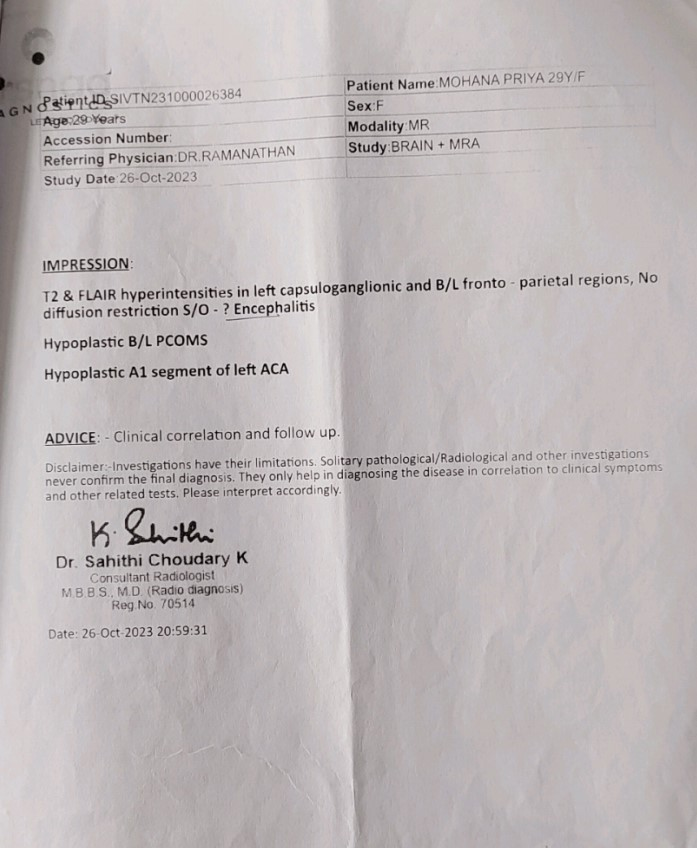 AGNOSTICS
Patient ID SIVTN231000026384
Patient Name:MOHANA PRIYA 29Y/F
Age:29 Years
Sex:F
Accession Number:
Modality:MR
Referring Physician:DR.RAMANATHAN
Study:BRAIN + MRA
Study Date:26-Oct-2023
IMPRESSION:
T2 & FLAIR hyperintensities in left capsuloganglionic and B/L fronto - parietal regions, No
diffusion restriction S/O - ? Encephalitis
Hypoplastic B/L PCOMS
Hypoplastic A1 segment of left ACA
ADVICE: - Clinical correlation and follow up.
Disclaimer:-Investigations have their limitations. Solitary pathological/Radiological and other investigations
never confirm the final diagnosis. They only help in diagnosing the disease in correlation to clinical symptoms
and other related tests. Please interpret accordingly.
K. Sahithi
Dr. Sahithi Choudary K
Consultant Radiologist
M.B.B.S., M.D. (Radio diagnosis)
Reg.No. 70514
Date: 26-Oct-2023 20:59:31